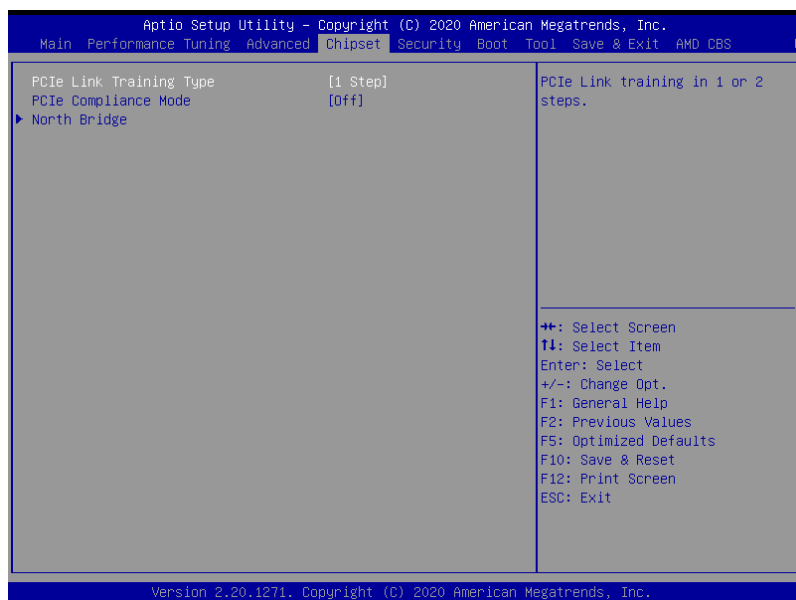 Aptio Setup Utility – Copyright (C) 2020 American Megatrends, Inc.
Main Performance Tuning Advanced Chipset Security Boot Tool Save & Exit AMD CBS
PCIe Link Training Type [1 Step]
PCIe Compliance Mode [Off]
North Bridge
PCIe Link training in 1 or 2
steps.
→←: Select Screen
↑↓: Select Item
Enter: Select
+/-: Change Opt.
F1: General Help
F2: Previous Values
F5: Optimized Defaults
F10: Save & Reset
F12: Print Screen
ESC: Exit
Version 2.20.1271. Copyright (C) 2020 American Megatrends, Inc.